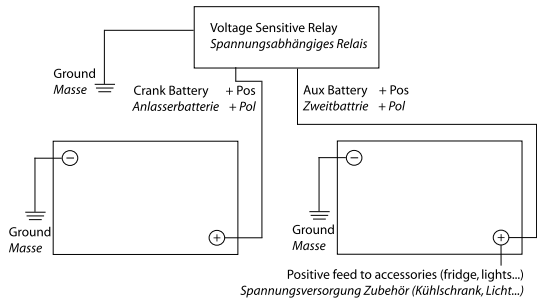 Voltage Sensitive Relay
Spannungsabhängiges Relais
Ground
Masse
Crank Battery + Pos
Anlasserbatterie + Pol
Aux Battery + Pos
Zweitbattrie + Pol
Ground
Masse
Ground
Masse
Positive feed to accessories (fridge, lights...)
Spannungsversorgung Zubehör (Kühlschrank, Licht...)